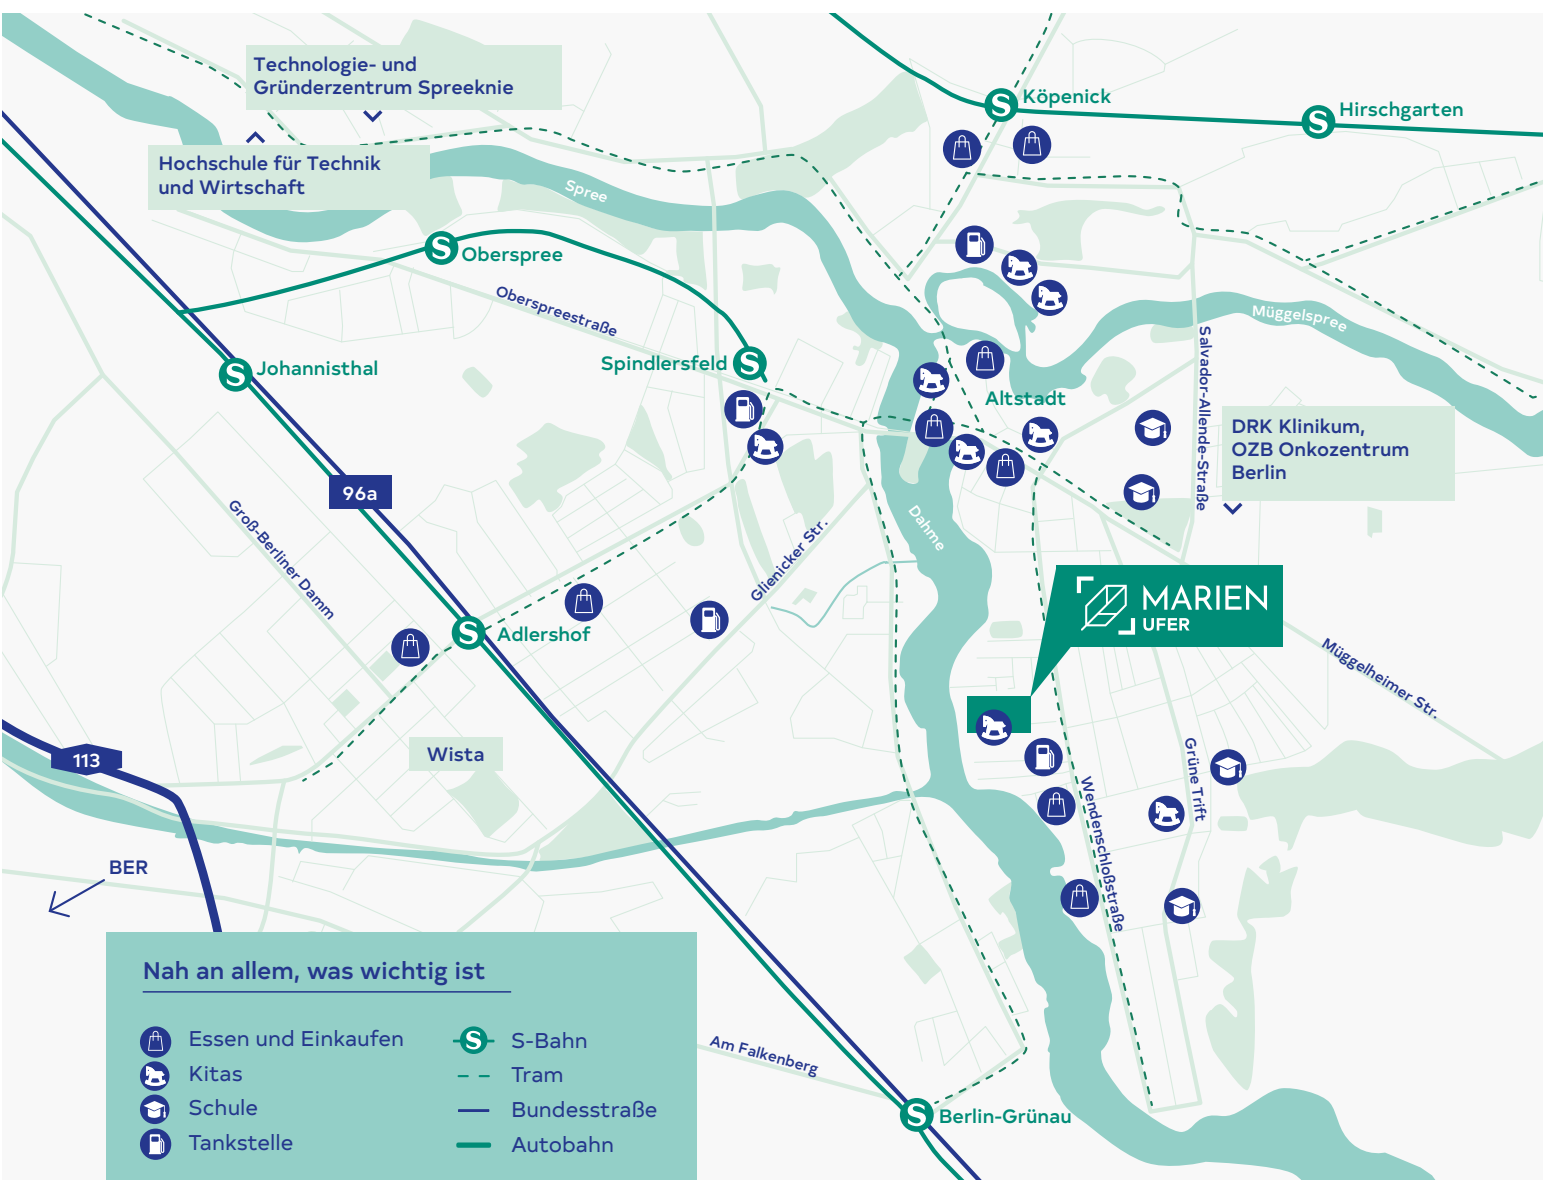 Technologie- und
Gründerzentrum Spreeknie
Hochschule für Technik
und Wirtschaft
S
Köpenick
S
Hirschgarten
Spree
S
Oberspree
Oberspreestraße
Müggelspree
S
Johannisthal
Spindlersfeld
S
Salvador-Allende-Straße
Altstadt
DRK Klinikum,
OZB Onkozentrum
Berlin
96a
Groß-Berliner Damm
Dahme
Glienicker Str.
MARIEN
UFER
S
Adlershof
Müggelheimer Str.
113
Wista
Grüne Trift
Wendenschloßstraße
BER
Nah an allem, was wichtig ist
Essen und Einkaufen
Kitas
Schule
Tankstelle
S
S-Bahn
Tram
Bundesstraße
Autobahn
Am Falkenberg
S
Berlin-Grünau